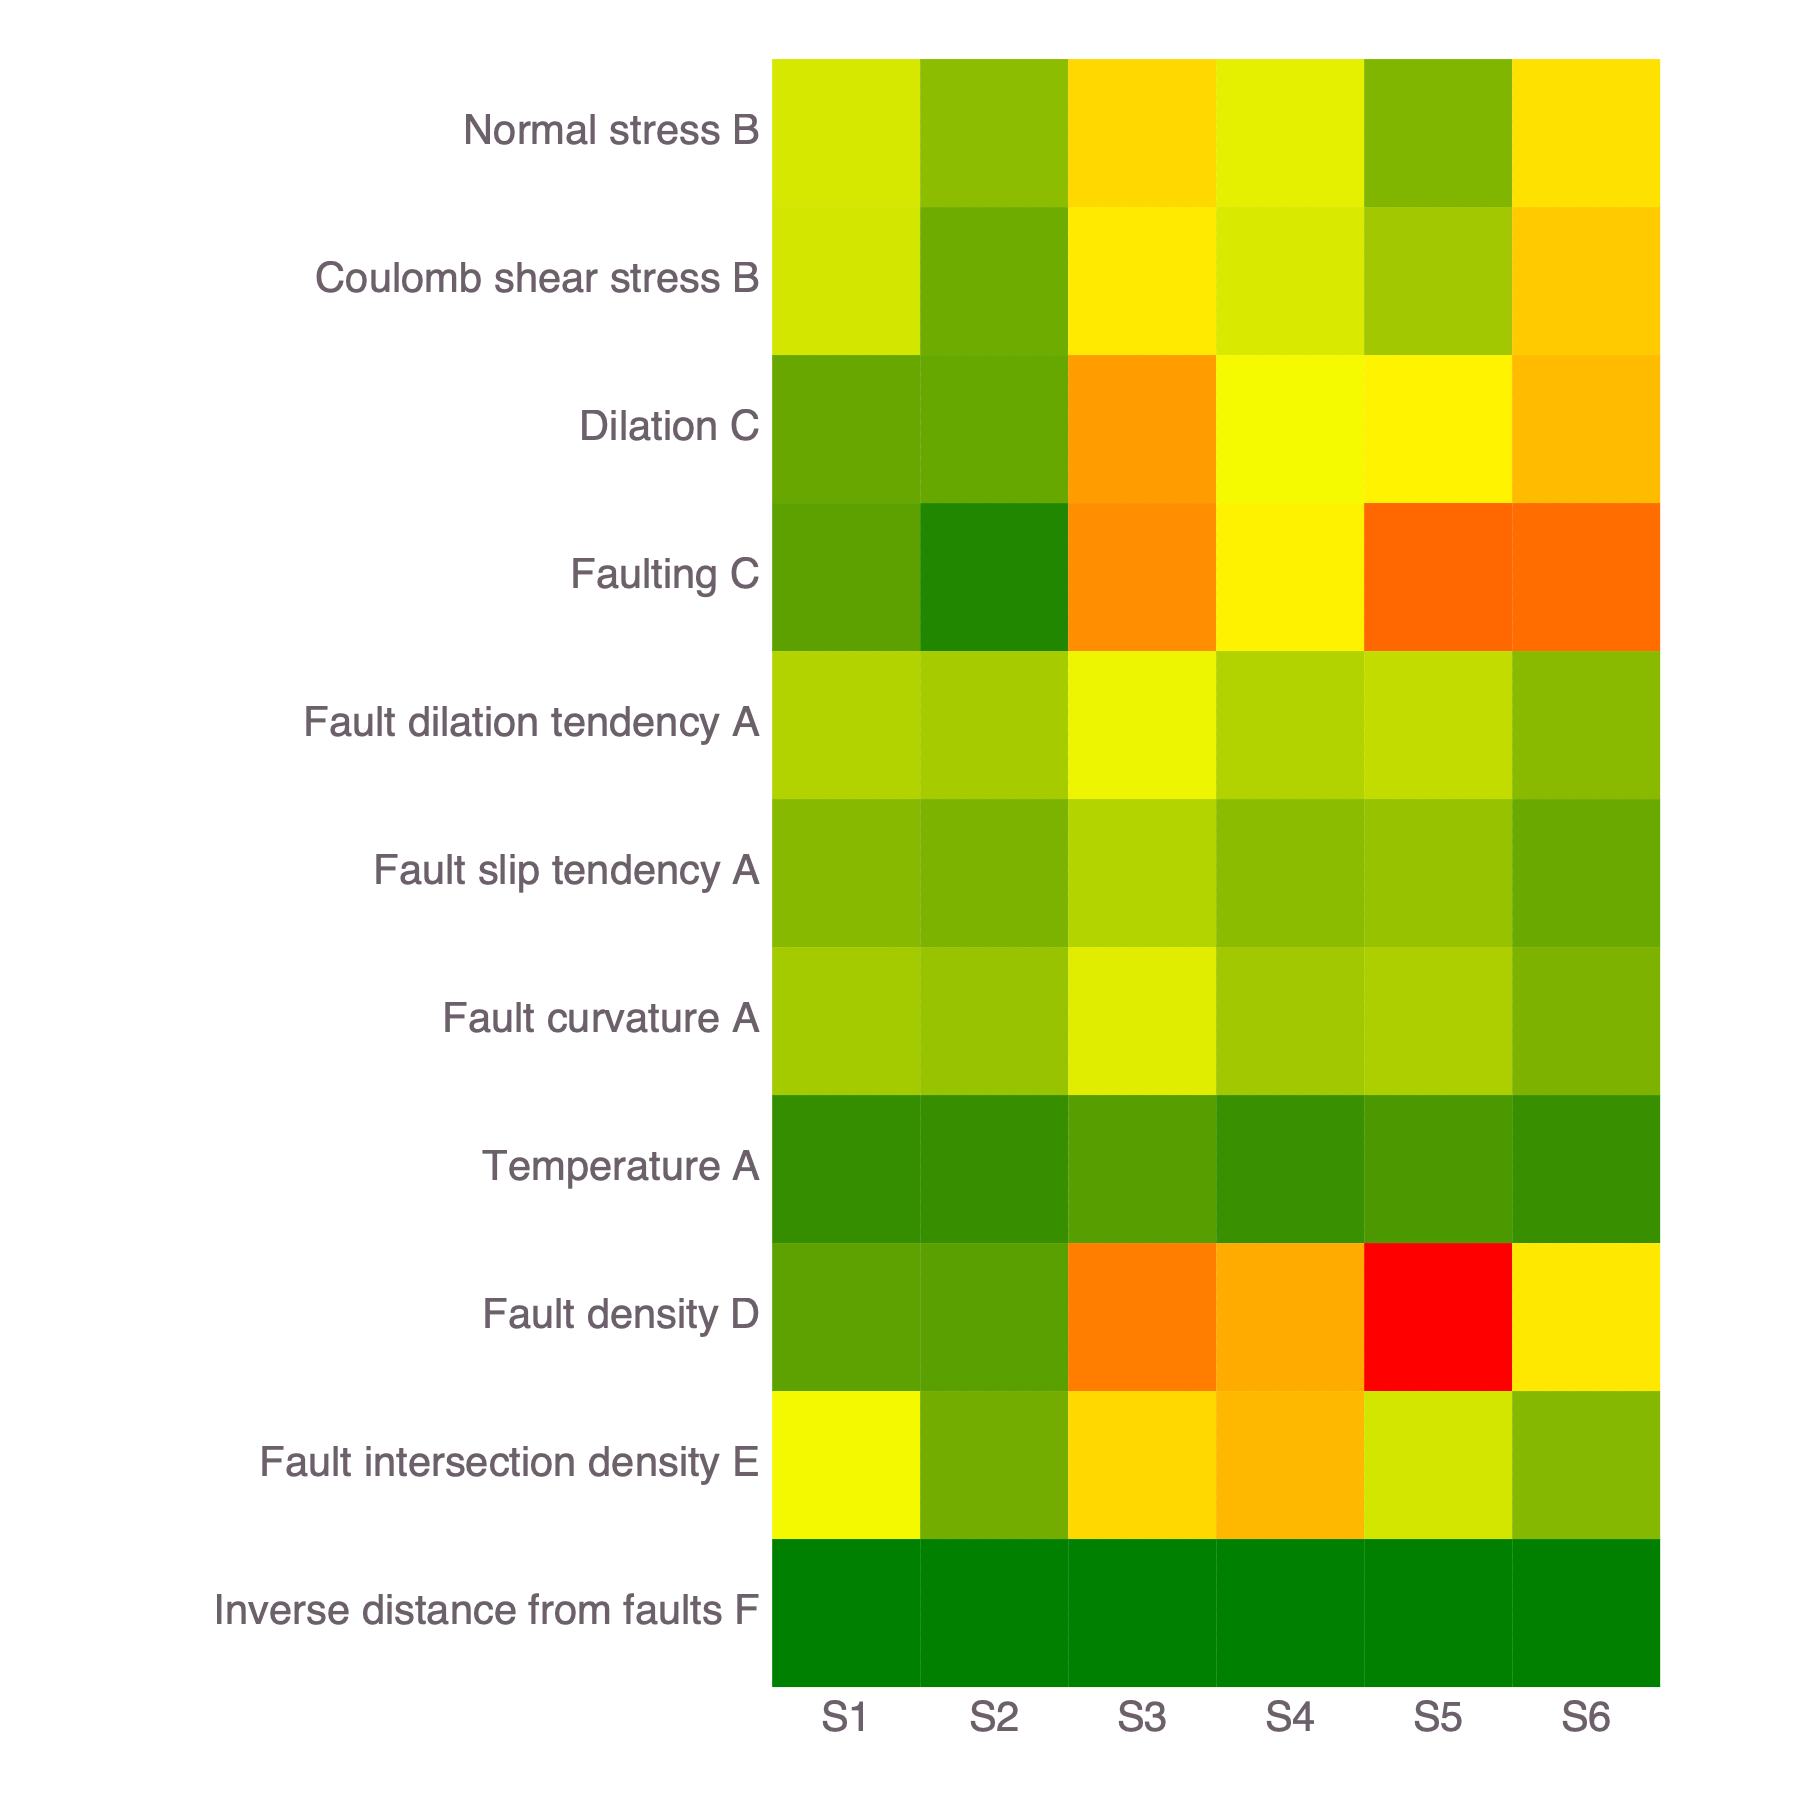 Normal stress B
Coulomb shear stress B
Dilation C
Faulting C
Fault dilation tendency A
Fault slip tendency A
Fault curvature A
Temperature A
Fault density D
Fault intersection density E
Inverse distance from faults F
S1 S2 S3 S4 S5 S6